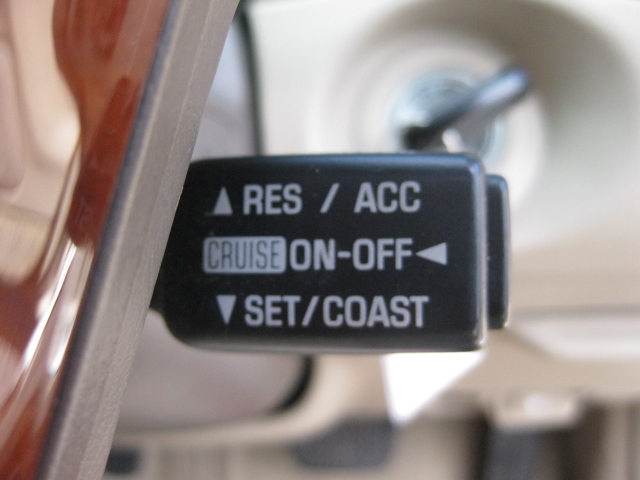 ▲ RES / ACC
CRUISE ON-OFF ◀
▼ SET/COAST